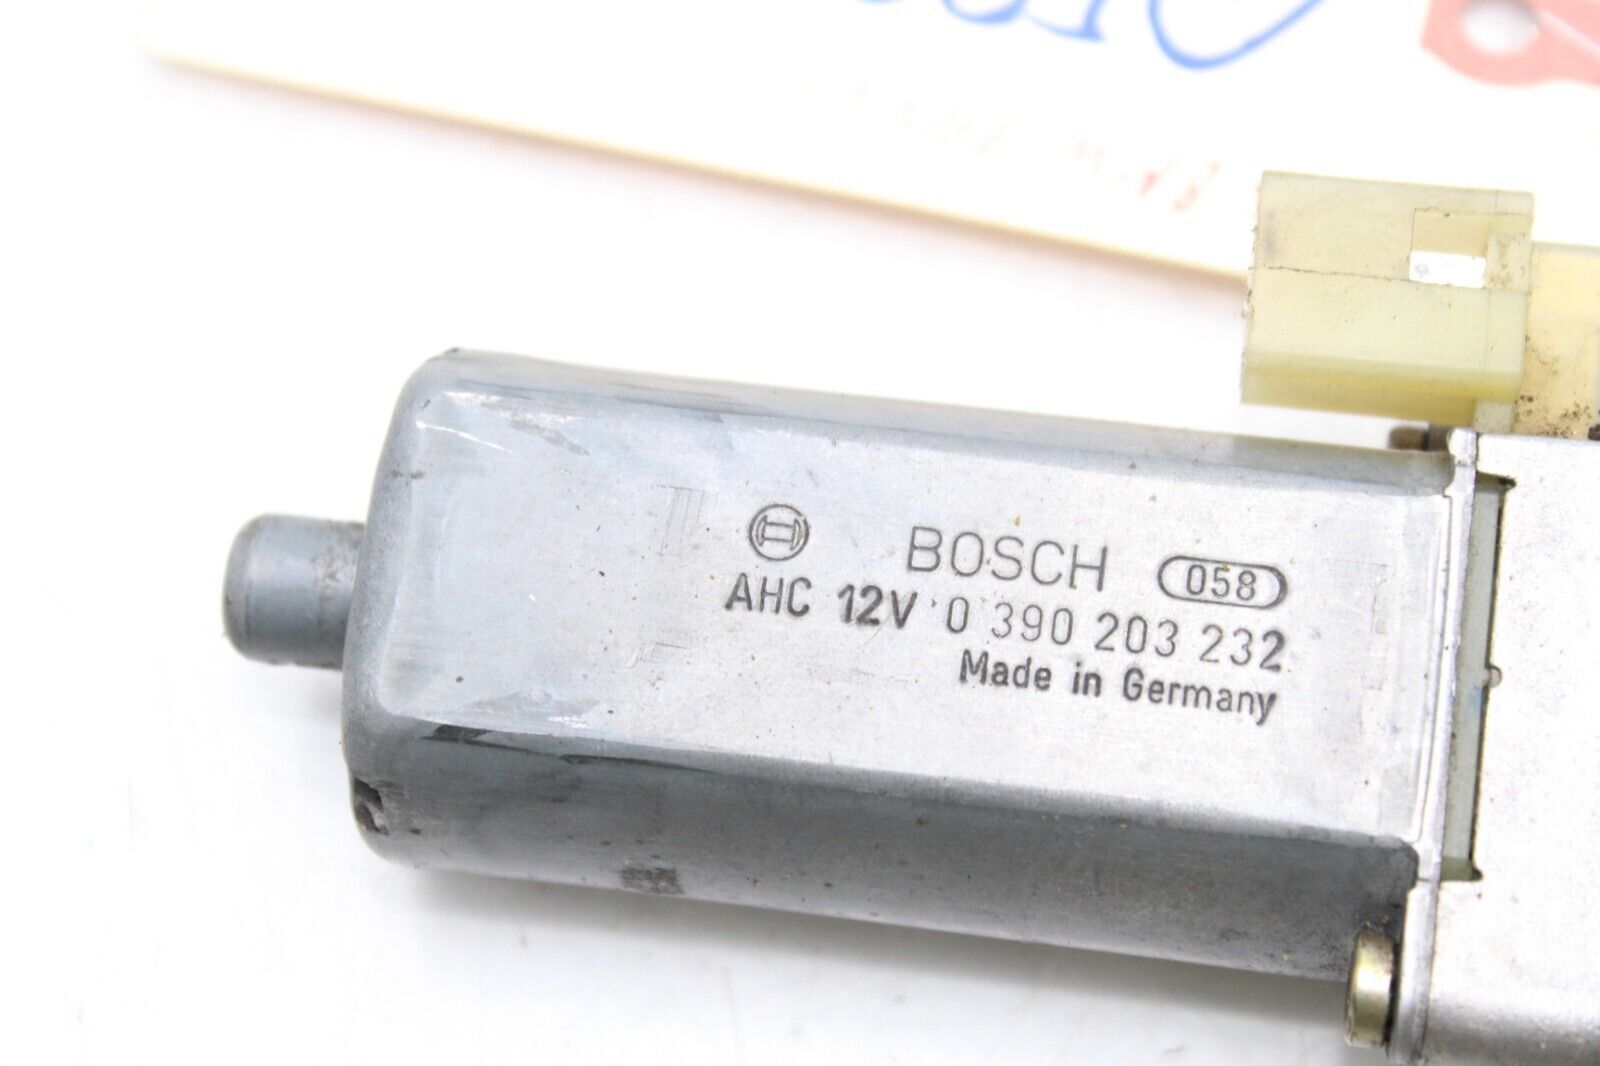 BOSCH 058
AHC 12V 0 390 203 232
Made in Germany